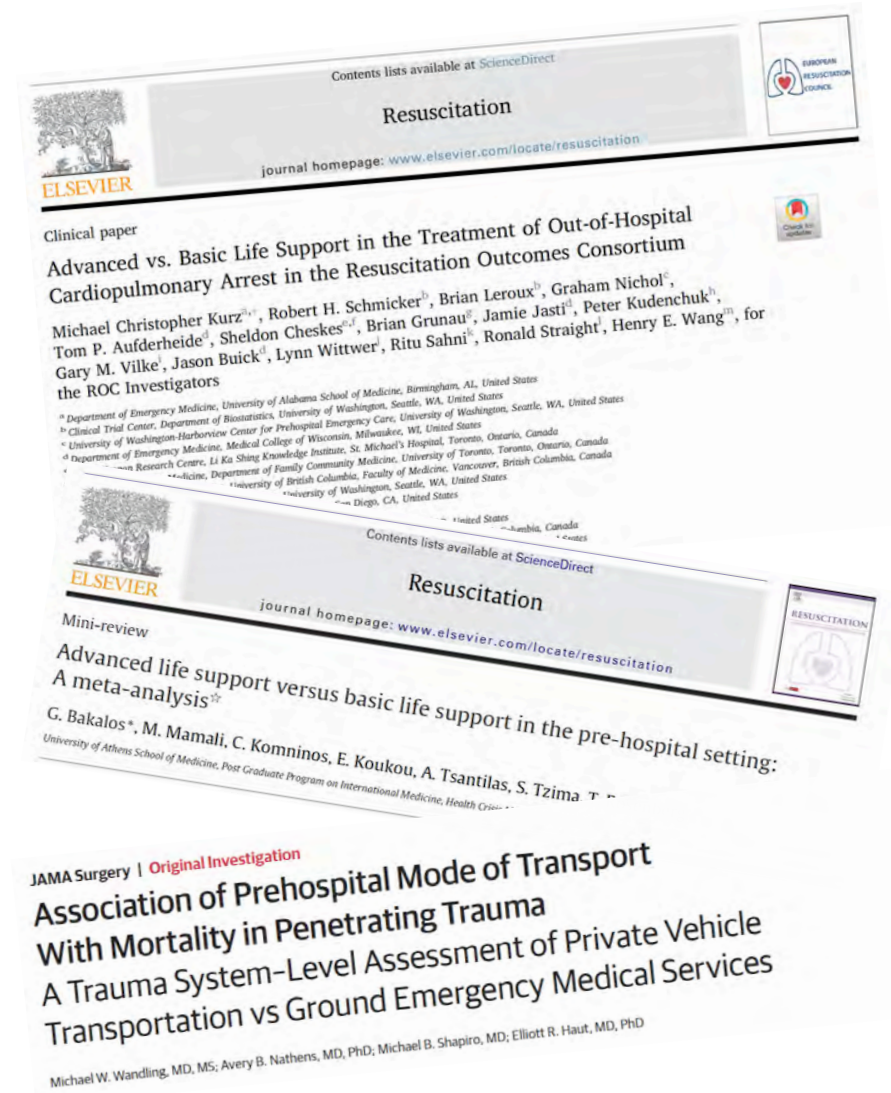 Contents lists available at ScienceDirect
Resuscitation
journal homepage: www.elsevier.com/locate/resuscitation
ELSEVIER
EUROPEAN
RESUSCITATION
COUNCIL
Clinical paper
Check for
updates
Advanced vs. Basic Life Support in the Treatment of Out-of-Hospital
Cardiopulmonary Arrest in the Resuscitation Outcomes Consortium
Michael Christopher Kurz, Robert H. Schmicker, Brian Leroux, Graham Nichol,
Tom P. Aufderheide, Sheldon Cheskes, Brian Grunau, Jamie Jasti, Peter Kudenchuk,
Gary M. Vilke, Jason Buick, Lynn Wittwer, Ritu Sahni, Ronald Straight, Henry E. Wang, for
the ROC Investigators
a Department of Emergency Medicine, University of Alabama School of Medicine, Birmingham, AL, United States
b Clinical Trial Center, Department of Biostatistics, University of Washington, Seattle, WA, United States
c University of Washington-Harborview Center for Prehospital Emergency Care, University of Washington, Seattle, WA, United States
d Department of Emergency Medicine, Medical College of Wisconsin, Milwaukee, WI, United States
Research Centre, Li Ka Shing Knowledge Institute, St. Michael's Hospital, Toronto, Ontario, Canada
Department of Family Community Medicine, University of Toronto, Toronto, Ontario, Canada
University of British Columbia, Faculty of Medicine, Vancouver, British Columbia, Canada
University of Washington, Seattle, WA, United States
Diego, CA, United States
United States
Canada
Contents lists available at ScienceDirect
Resuscitation
journal homepage: www.elsevier.com/locate/resuscitation
ELSEVIER
RESUSCITATION
Mini-review
Advanced life support versus basic life support in the pre-hospital setting:
A meta-analysis☆
G. Bakalos*, M. Mamali, C. Komninos, E. Koukou, A. Tsantilas, S. Tzima,
University of Athens School of Medicine, Post Graduate Program on International Medicine, Health
JAMA Surgery | Original Investigation
Association of Prehospital Mode of Transport
With Mortality in Penetrating Trauma
A Trauma System-Level Assessment of Private Vehicle
Transportation vs Ground Emergency Medical Services
Michael W. Wandling, MD, MS; Avery B. Nathens, MD, PhD; Michael B. Shapiro, MD; Elliott R. Haut, MD, PhD